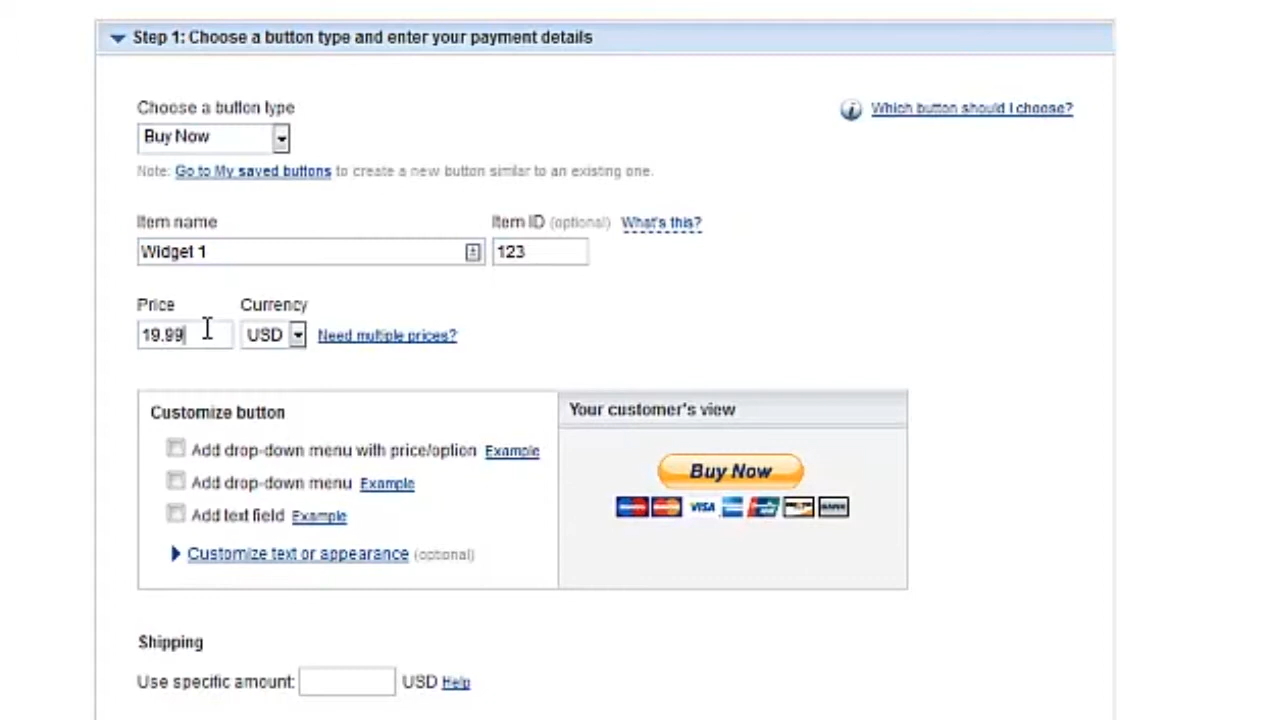 Step 1: Choose a button type and enter your payment details
Choose a button type
Which button should I choose?
Buy Now
Note: Go to My saved buttons to create a new button similar to an existing one.
Item name Item ID (optional) What's this?
Widget 1 123
Price Currency
19.99 USD Need multiple prices?
Customize button
Add drop-down menu with price/option Example
Add drop-down menu Example
Add text field Example
Customize text or appearance (optional)
Your customer's view
Buy Now
VISA
Shipping
Use specific amount: USD Help